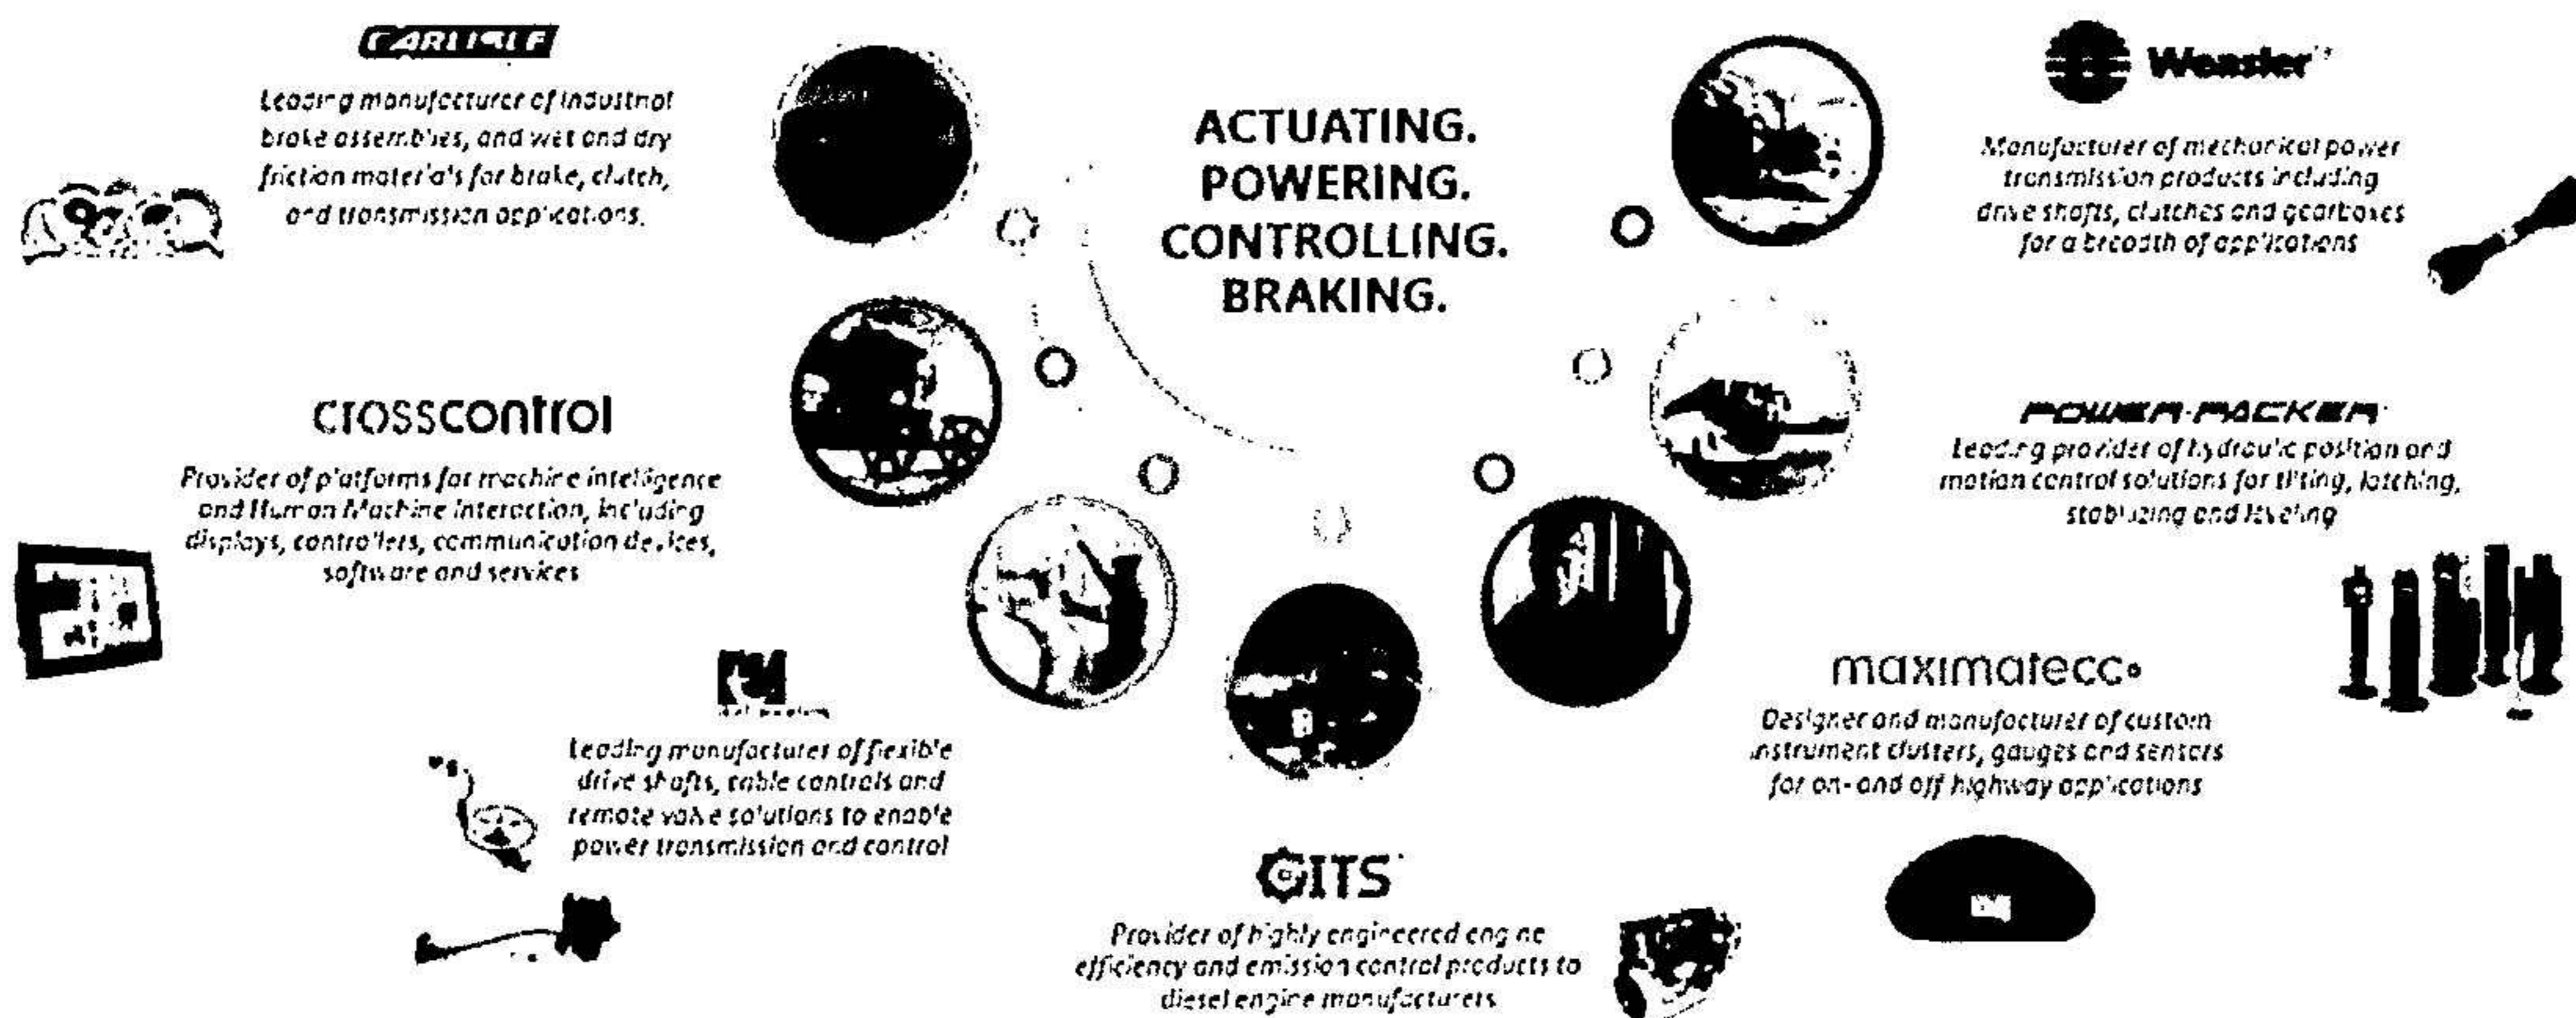 CARLISLE
Leading manufacturer of industrial
brake assemblies, and wet and dry
friction materials for brake, clutch,
and transmission applications.
crosscontrol
Provider of platforms for machine intelligence
and Human Machine Interaction, including
displays, controllers, communication devices,
software and services
Leading manufacturer of flexible
drive shafts, cable controls and
remote valve solutions to enable
power transmission and control
ACTUATING.
POWERING.
CONTROLLING.
BRAKING.
GITS
Provider of highly engineered engine
efficiency and emission control products to
diesel engine manufacturers
Weasler
Manufacturer of mechanical power
transmission products including
drive shafts, clutches and gearboxes
for a breadth of applications
POWER-PACKER
Leading provider of hydraulic position and
motion control solutions for tilting, latching,
stabilizing and leveling
maximatecc
Designer and manufacturer of custom
instrument clusters, gauges and sensors
for on- and off highway applications